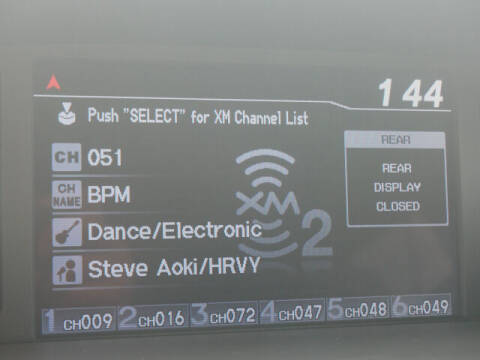 1 44
Push "SELECT" for XM Channel List
CH 051
CH NAME BPM
Dance/Electronic
Steve Aoki/HRVY
XM 2
REAR
REAR
DISPLAY
CLOSED
1 CH009 2 CH016 3 CH072 4 CH047 5 CH048 6 CH049